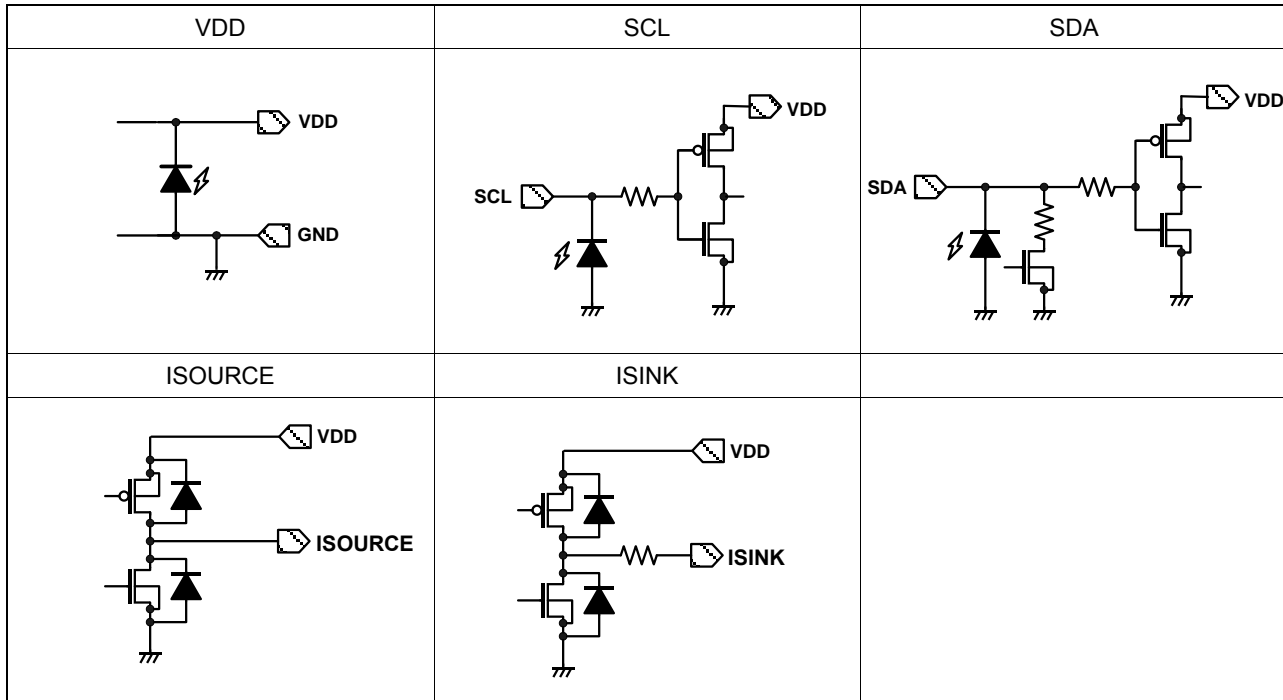 VDD
SCL
SDA
VDD
GND
SCL
VDD
SDA
VDD
ISOURCE
ISINK
VDD
ISOURCE
VDD
ISINK